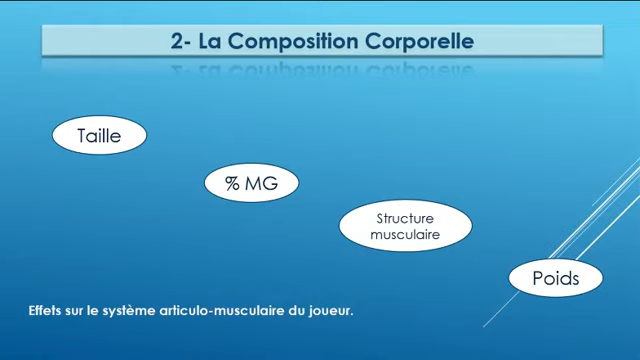 2- La Composition Corporelle
Taille
% MG
Structure
musculaire
Poids
Effets sur le système articulo-musculaire du joueur.